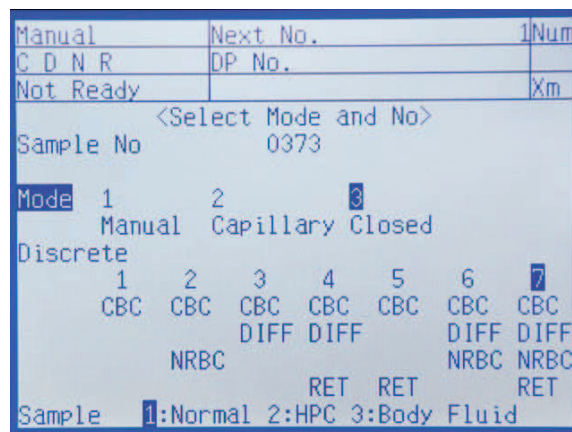 Manual Next No. 1 Num
C D N R DP No.
Not Ready Xm
<Select Mode and No>
Sample No 0373
Mode 1 2 3
Manual Capillary Closed
Discrete
1 2 3 4 5 6 7
CBC CBC CBC CBC CBC CBC CBC
DIFF DIFF DIFF DIFF
NRBC NRBC NRBC
RET RET RET
Sample 1:Normal 2:HPC 3:Body Fluid